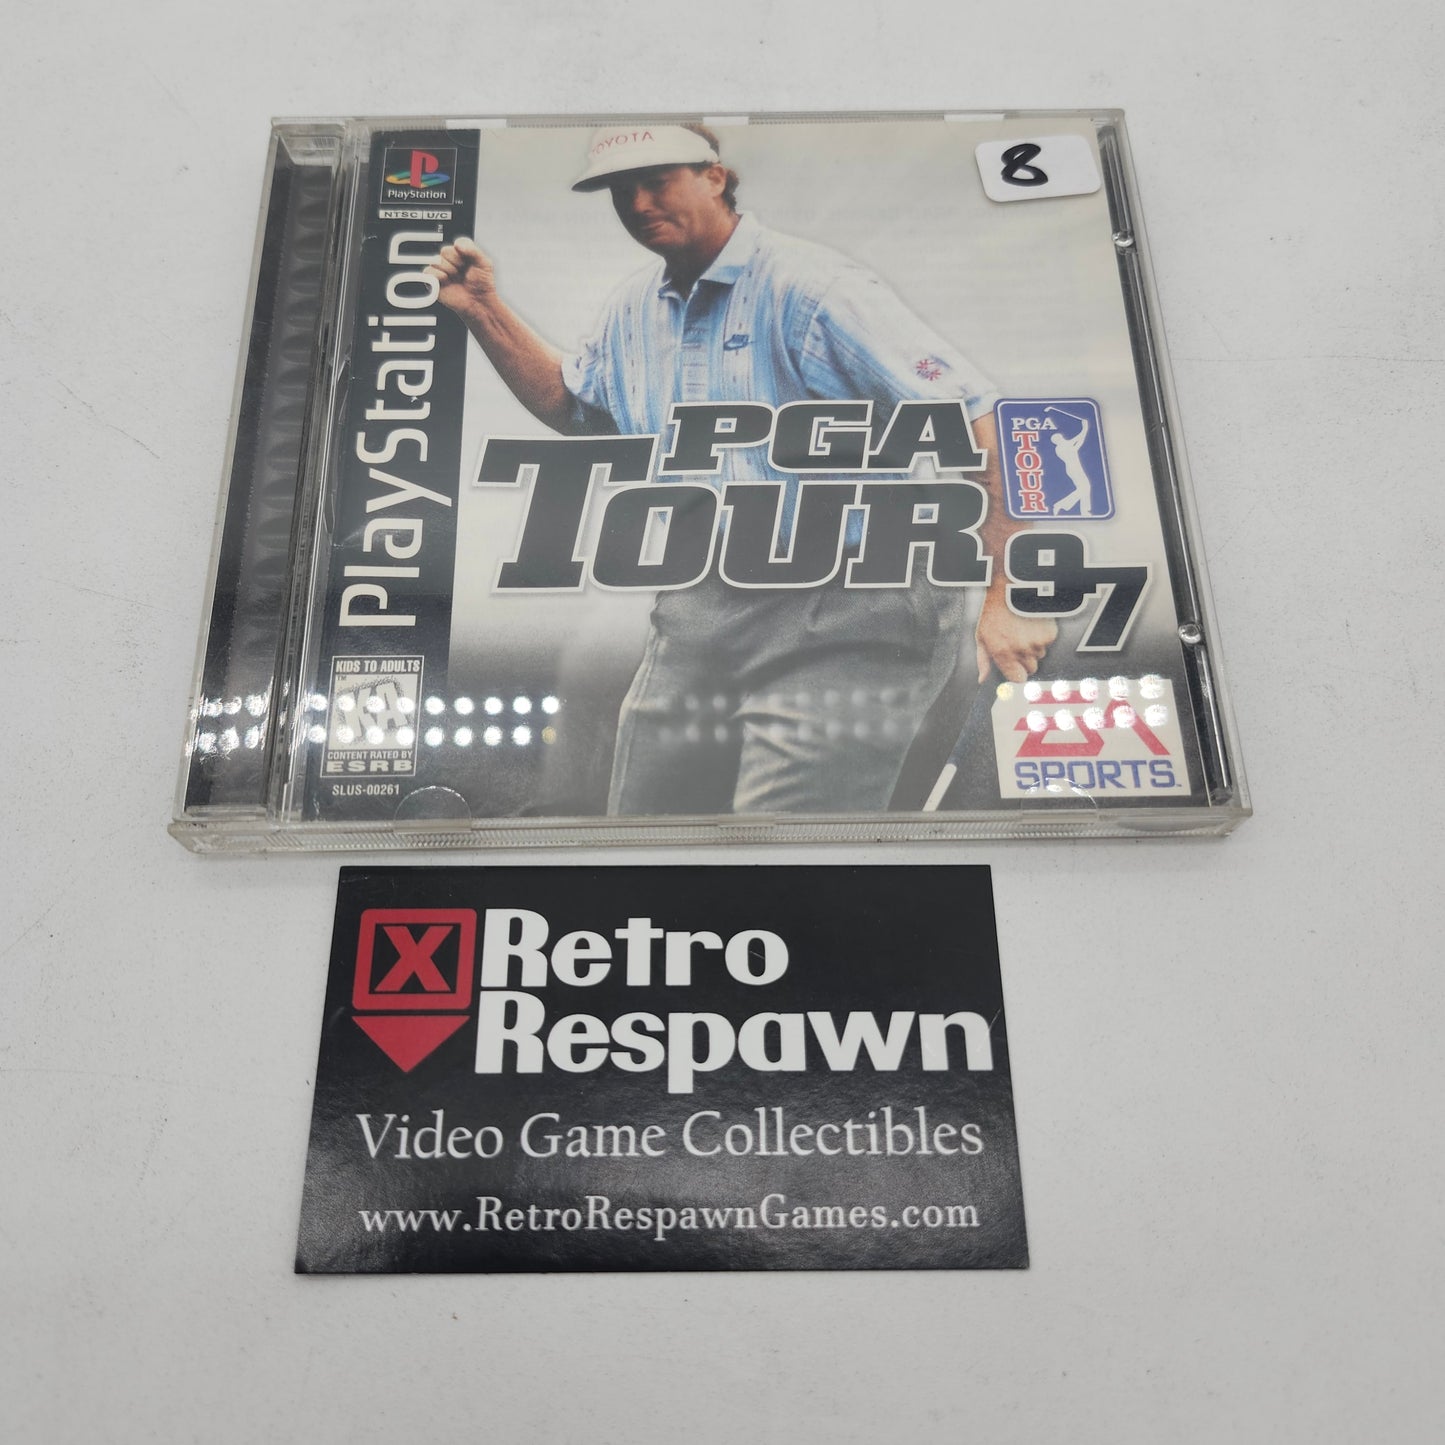 TOYOTA
8
PlayStation
NTSC U/C
PlayStation
PGA
TOUR
97
PGA
TOUR
KIDS TO ADULTS
KA
CONTENT RATED BY
ESRB
SLUS-00261
EA
SPORTS
X
Retro
Respawn
Video Game Collectibles
www.RetroRespawnGames.com